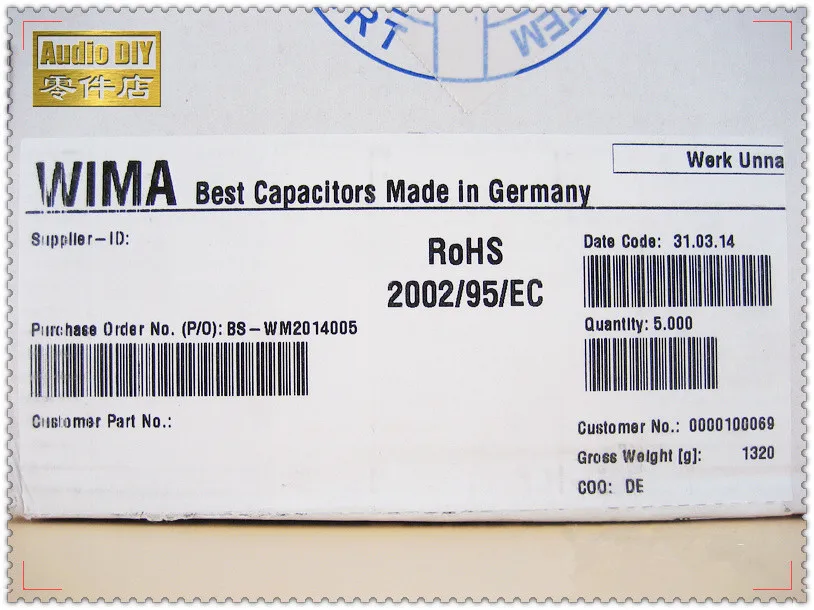 Audio DIY
零件店
RT
TEM
WIMA Best Capacitors Made in Germany
Werk Unna
Supplier-ID:
RoHS
2002/95/EC
Date Code: 31.03.14
Purchase Order No. (P/O): BS-WM2014005
Quantity: 5.000
Customer Part No.:
Customer No.: 0000100069
Gross Weight [g]: 1320
COO: DE